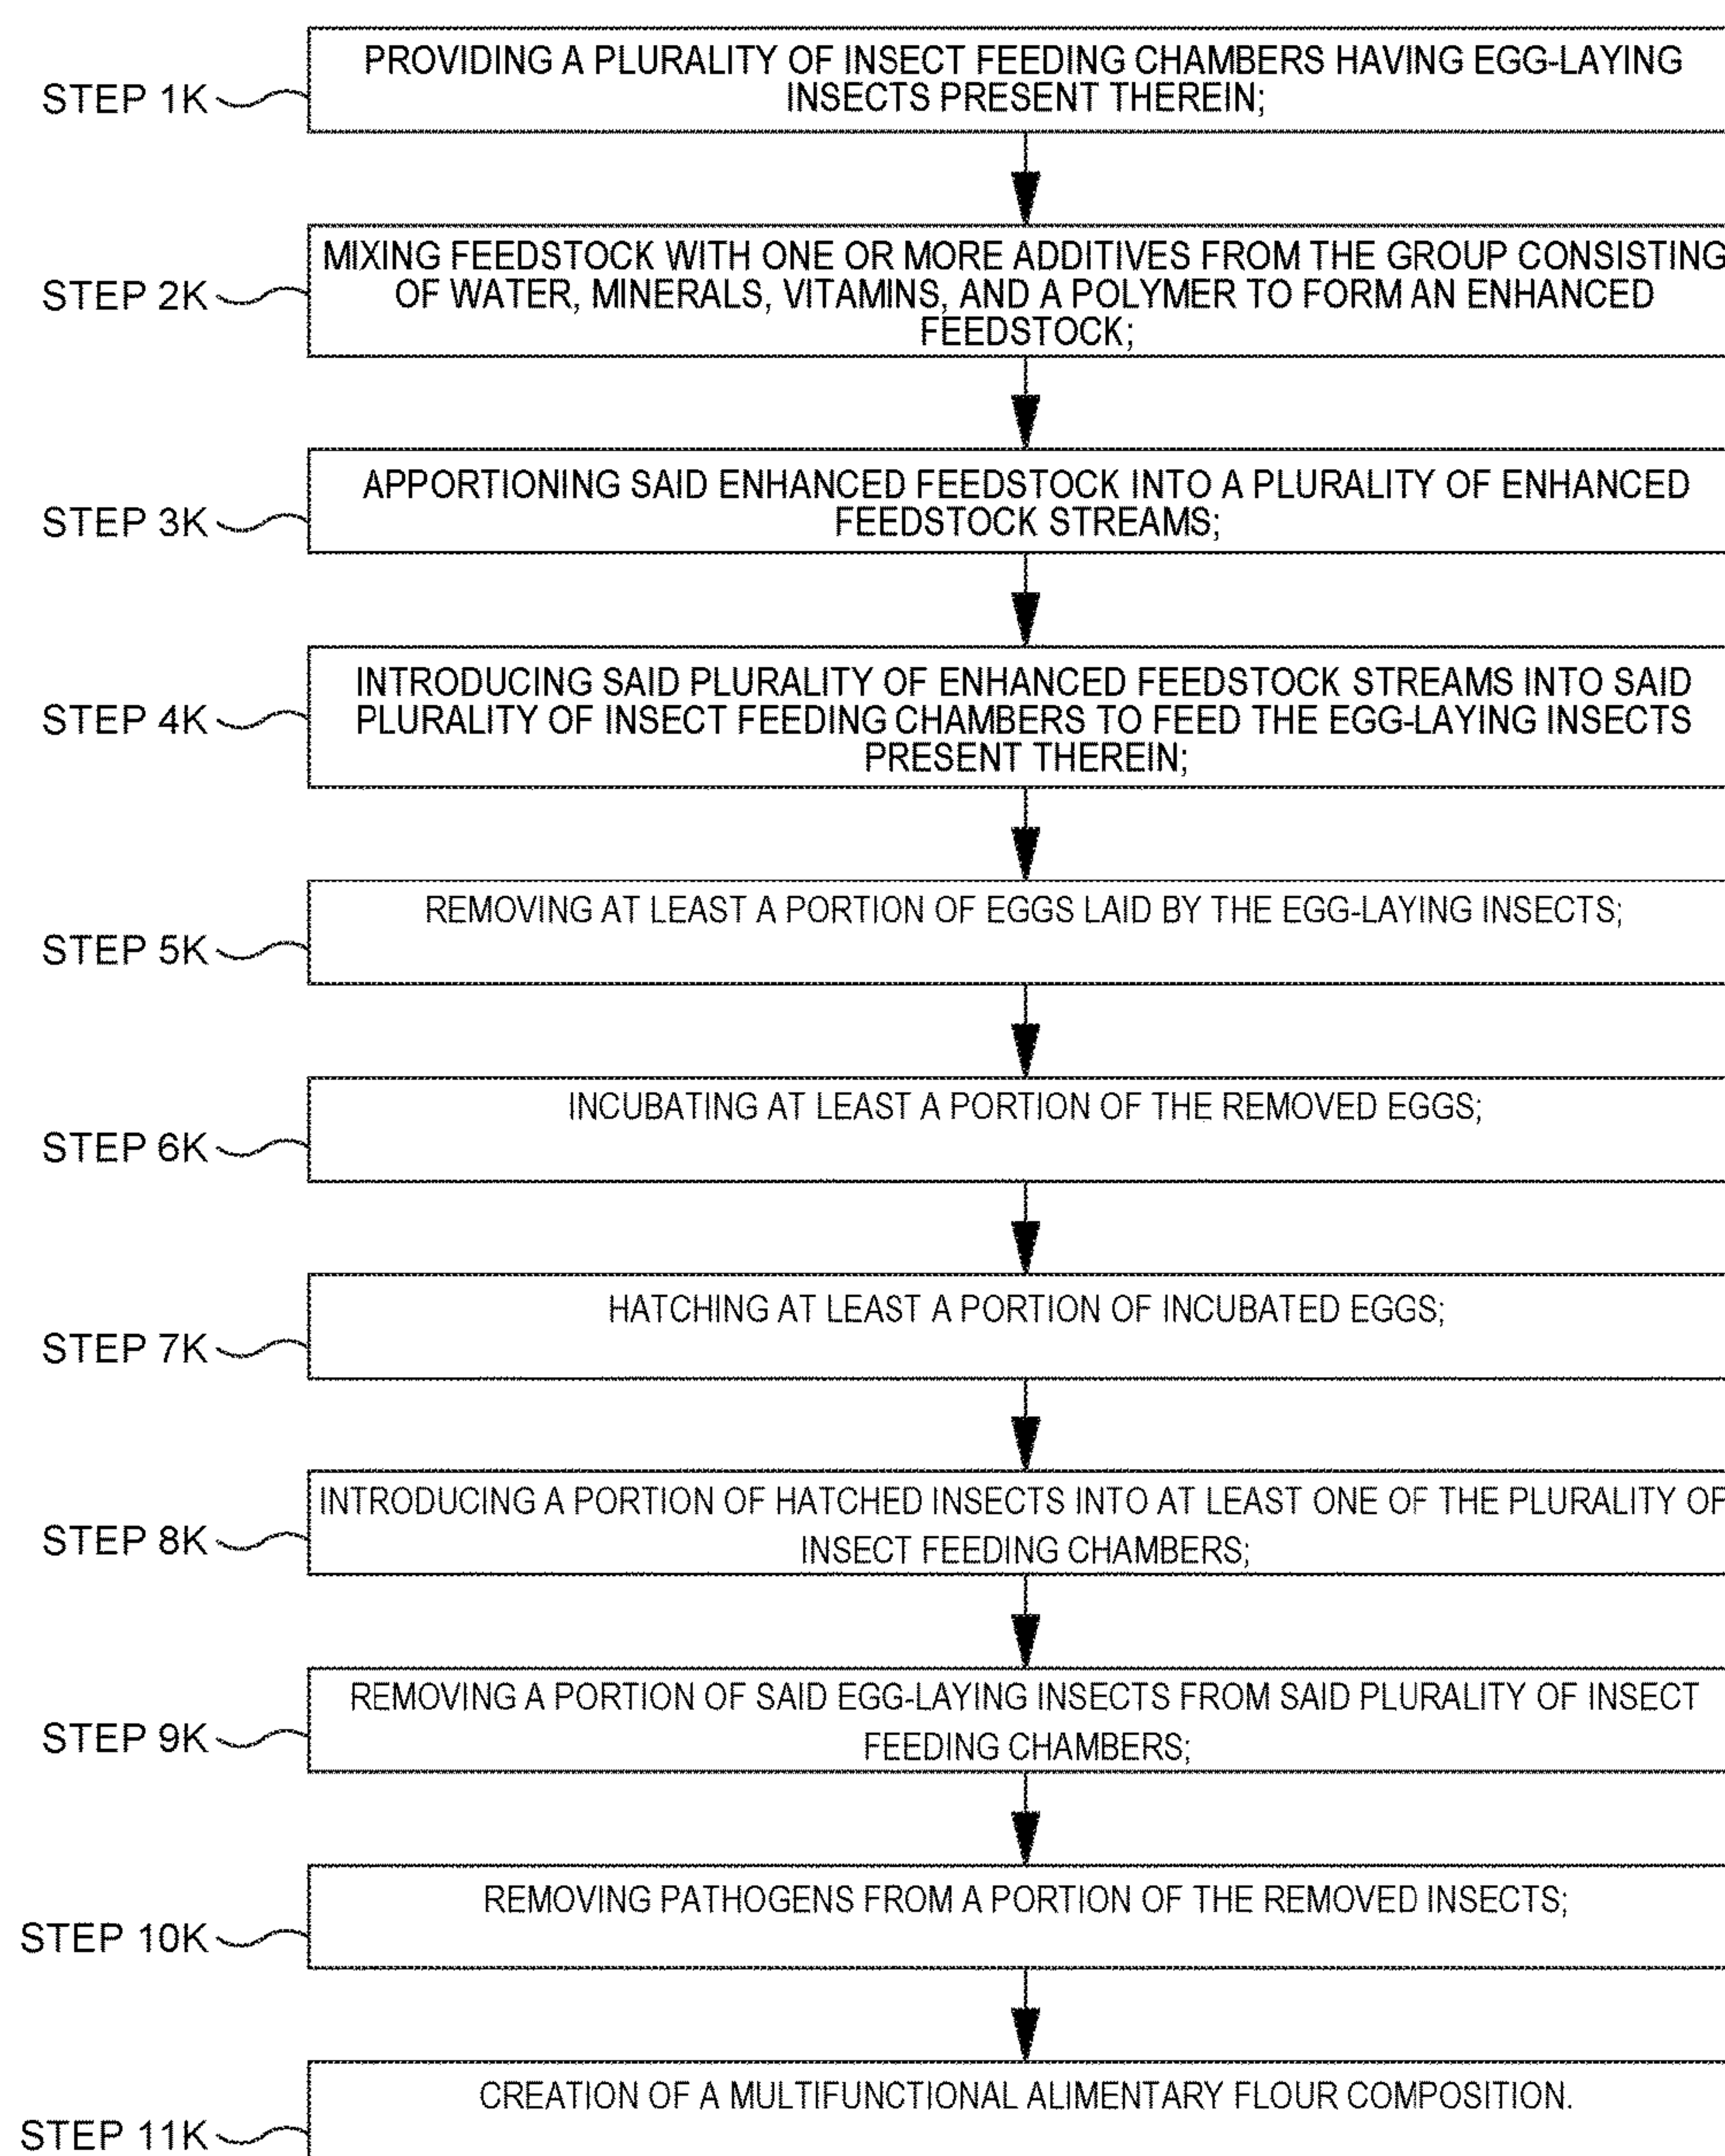 STEP 1K
PROVIDING A PLURALITY OF INSECT FEEDING CHAMBERS HAVING EGG-LAYING
INSECTS PRESENT THEREIN;
STEP 2K
MIXING FEEDSTOCK WITH ONE OR MORE ADDITIVES FROM THE GROUP CONSISTING
OF WATER, MINERALS, VITAMINS, AND A POLYMER TO FORM AN ENHANCED
FEEDSTOCK;
STEP 3K
APPORTIONING SAID ENHANCED FEEDSTOCK INTO A PLURALITY OF ENHANCED
FEEDSTOCK STREAMS;
STEP 4K
INTRODUCING SAID PLURALITY OF ENHANCED FEEDSTOCK STREAMS INTO SAID
PLURALITY OF INSECT FEEDING CHAMBERS TO FEED THE EGG-LAYING INSECTS
PRESENT THEREIN;
STEP 5K
REMOVING AT LEAST A PORTION OF EGGS LAID BY THE EGG-LAYING INSECTS;
STEP 6K
INCUBATING AT LEAST A PORTION OF THE REMOVED EGGS;
STEP 7K
HATCHING AT LEAST A PORTION OF INCUBATED EGGS;
STEP 8K
INTRODUCING A PORTION OF HATCHED INSECTS INTO AT LEAST ONE OF THE PLURALITY OF
INSECT FEEDING CHAMBERS;
STEP 9K
REMOVING A PORTION OF SAID EGG-LAYING INSECTS FROM SAID PLURALITY OF INSECT
FEEDING CHAMBERS;
STEP 10K
REMOVING PATHOGENS FROM A PORTION OF THE REMOVED INSECTS;
STEP 11K
CREATION OF A MULTIFUNCTIONAL ALIMENTARY FLOUR COMPOSITION.